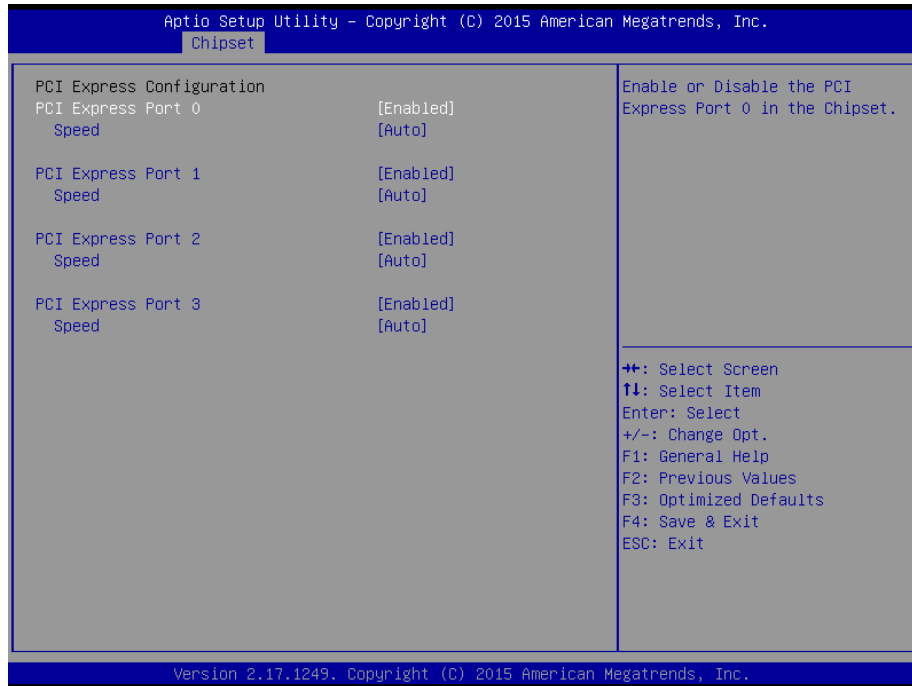 Aptio Setup Utility – Copyright (C) 2015 American Megatrends, Inc.
Chipset
PCI Express Configuration
PCI Express Port 0 [Enabled]
Speed [Auto]
PCI Express Port 1 [Enabled]
Speed [Auto]
PCI Express Port 2 [Enabled]
Speed [Auto]
PCI Express Port 3 [Enabled]
Speed [Auto]
Enable or Disable the PCI
Express Port 0 in the Chipset.
→←: Select Screen
↑↓: Select Item
Enter: Select
+/-: Change Opt.
F1: General Help
F2: Previous Values
F3: Optimized Defaults
F4: Save & Exit
ESC: Exit
Version 2.17.1249. Copyright (C) 2015 American Megatrends, Inc.